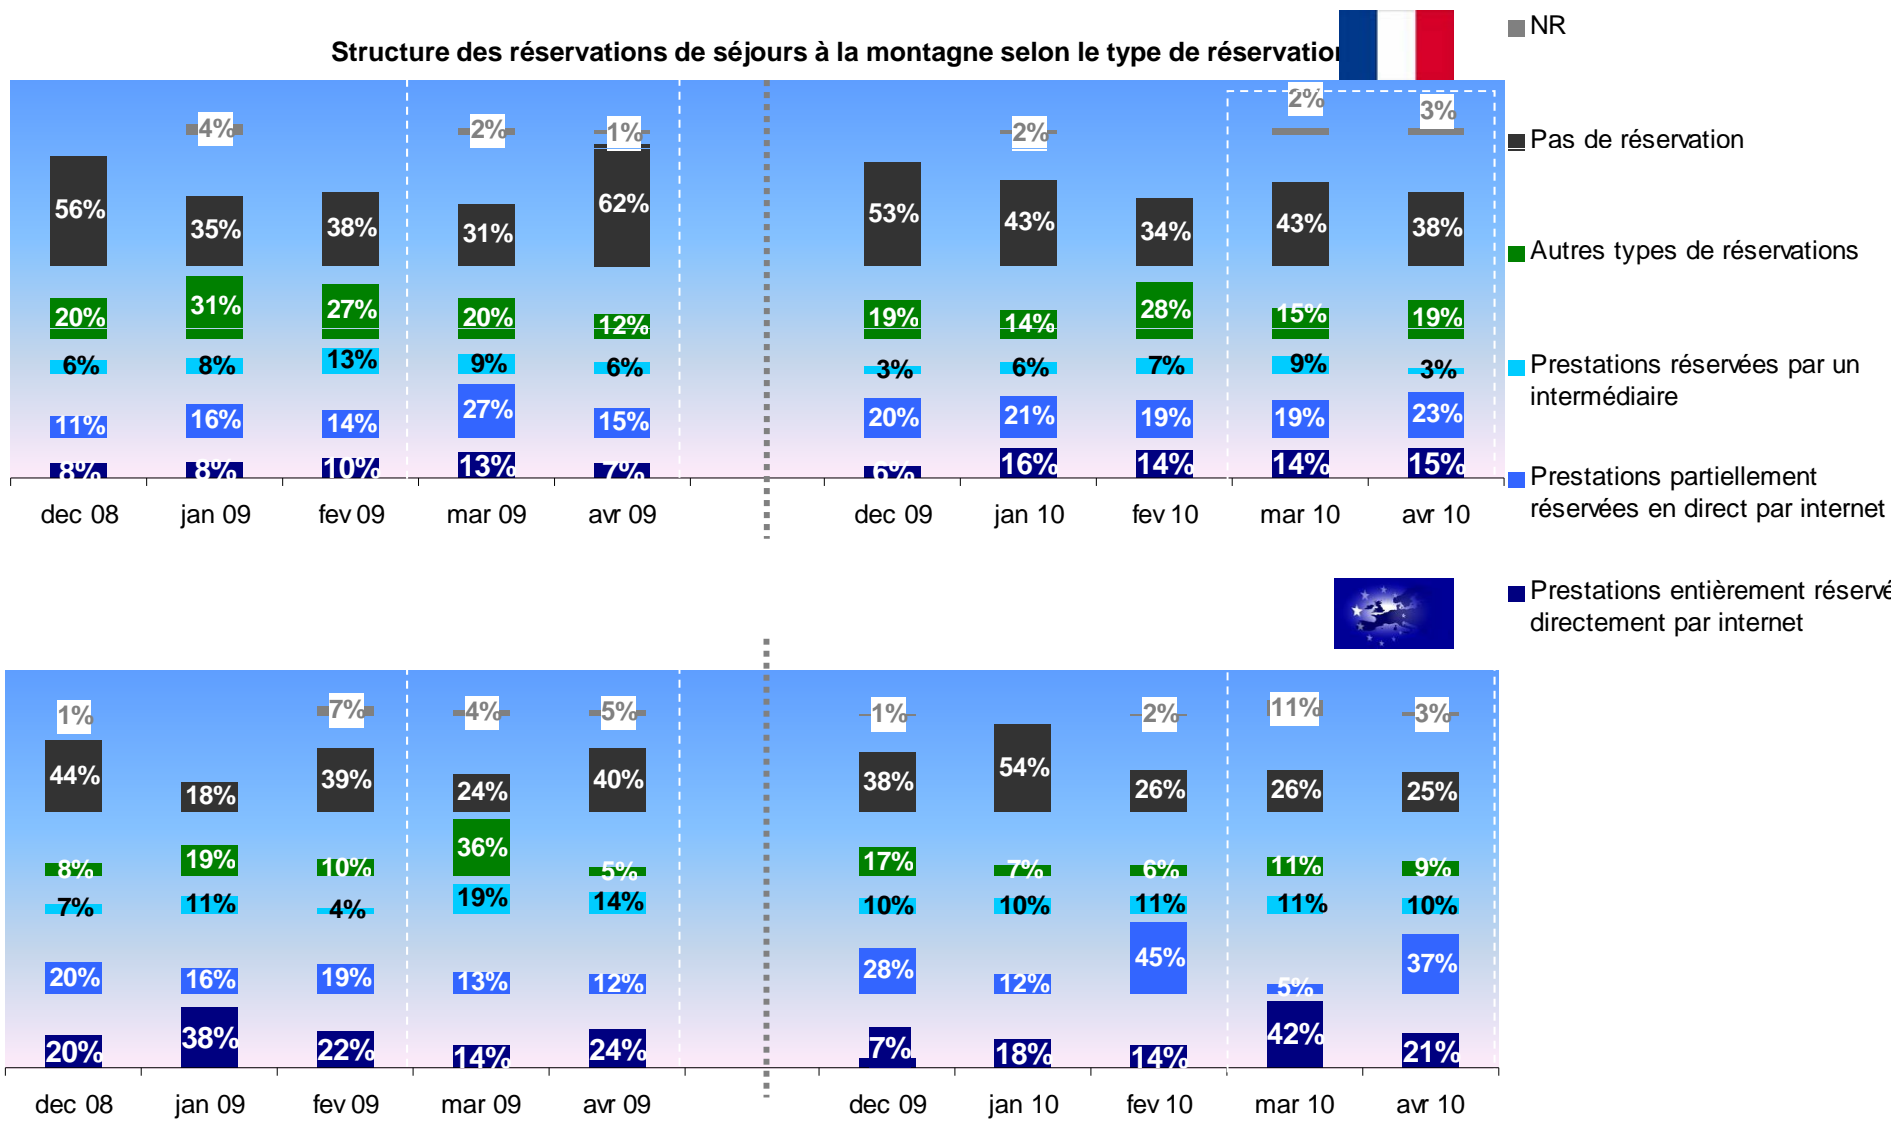 Structure des réservations de séjours à la montagne selon le type de réservation
NR
Pas de réservation
Autres types de réservations
Prestations réservées par un
intermédiaire
Prestations partiellement
réservées en direct par internet
Prestations entièrement réservé
directement par internet
4% 2% 1% 2% 2% 3%
56% 35% 38% 31% 62% 53% 43% 34% 43% 38%
20% 31% 27% 20% 12% 19% 14% 28% 15% 19%
6% 8% 13% 9% 6% 3% 6% 7% 9% 3%
11% 16% 14% 27% 15% 20% 21% 19% 19% 23%
8% 8% 10% 13% 7% 6% 16% 14% 14% 15%
dec 08 jan 09 fev 09 mar 09 avr 09 dec 09 jan 10 fev 10 mar 10 avr 10
1% 7% 4% 5% 1% 2% 11% 3%
44% 18% 39% 24% 40% 38% 54% 26% 26% 25%
8% 19% 10% 36% 5% 17% 7% 6% 11% 9%
7% 11% 4% 19% 14% 10% 10% 11% 11% 10%
20% 16% 19% 13% 12% 28% 12% 45% 5% 37%
20% 38% 22% 14% 24% 7% 18% 14% 42% 21%
dec 08 jan 09 fev 09 mar 09 avr 09 dec 09 jan 10 fev 10 mar 10 avr 10